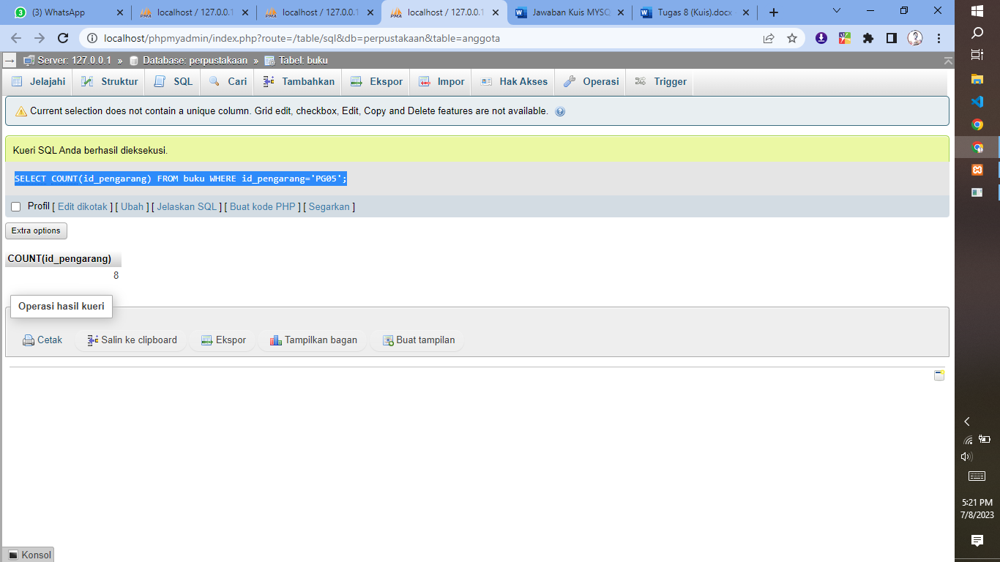 (3) WhatsApp
localhost / 127.0.0.1
localhost / 127.0.0.1
localhost / 127.0.0.1
Jawaban Kuis MYSQ
Tugas 8 (Kuis).docx
localhost/phpmyadmin/index.php?route=/table/sql&db=perpustakaan&table=anggota
Server: 127.0.0.1 » Database: perpustakaan » Tabel: buku
Jelajahi Struktur SQL Cari Tambahkan Ekspor Impor Hak Akses Operasi Trigger
Current selection does not contain a unique column. Grid edit, checkbox, Edit, Copy and Delete features are not available.
Kueri SQL Anda berhasil dieksekusi.
SELECT COUNT(id_pengarang) FROM buku WHERE id_pengarang='PG05';
Profil [ Edit dikotak ] [ Ubah ] [ Jelaskan SQL ] [ Buat kode PHP ] [ Segarkan ]
Extra options
COUNT(id_pengarang)
8
Operasi hasil kueri
Cetak Salin ke clipboard Ekspor Tampilkan bagan Buat tampilan
Konsol
5:21 PM
7/8/2023